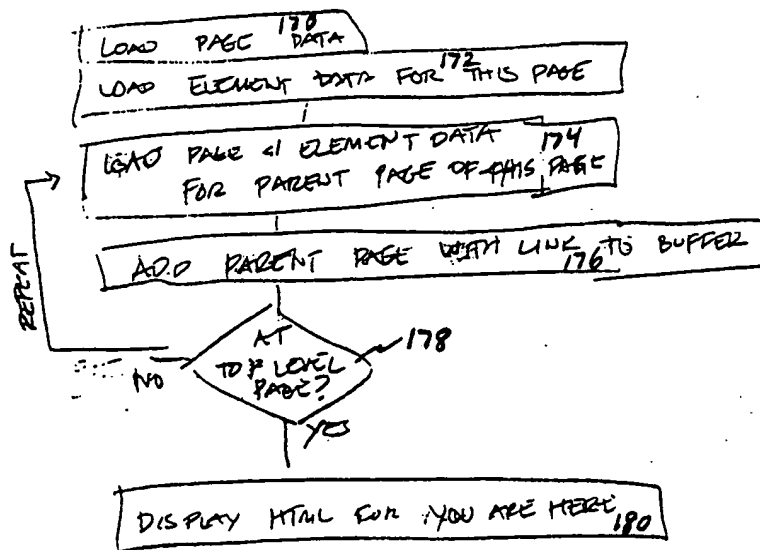 170
LOAD PAGE DATA
172
LOAD ELEMENT DATA FOR THIS PAGE
LOAD PAGE & ELEMENT DATA 174
FOR PARENT PAGE OF THIS PAGE
ADD PARENT PAGE WITH LINK TO BUFFER
176
REPEAT
AT
TOP LEVEL
PAGE?
178
NO
YES
DISPLAY HTML FOR "YOU ARE HERE
180